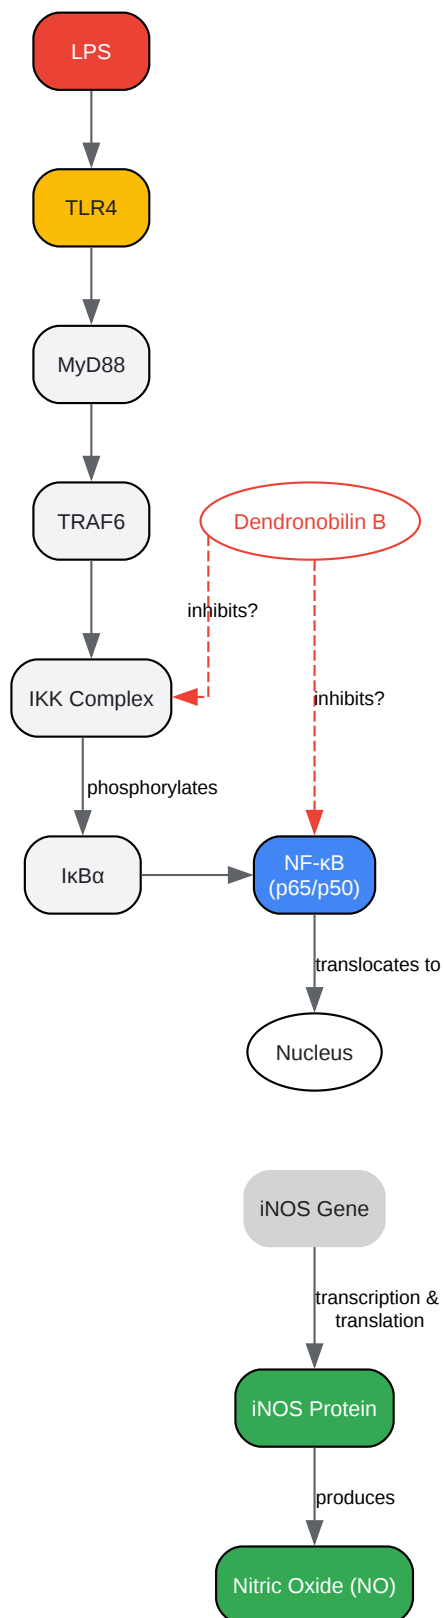 LPS
TLR4
MyD88
TRAF6
Dendronobilin B
inhibits?
IKK Complex
inhibits?
phosphorylates
IκBα
NF-κB
(p65/p50)
translocates to
Nucleus
iNOS Gene
transcription &
translation
iNOS Protein
produces
Nitric Oxide (NO)